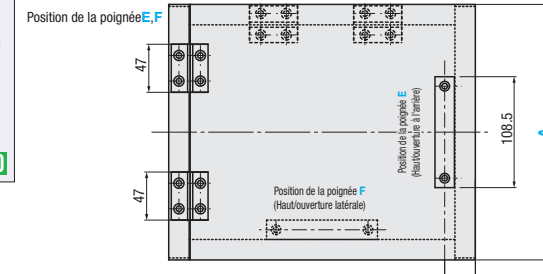 Position de la poignéeE,F
47
47
Position de la poignée E
(Haut/ouverture à l'arrière)
108.5
Position de la poignée F
(Haut/ouverture latérale)